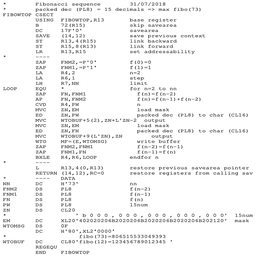 * Fibonacci sequence 31/07/2018
* packed dec (PL8) = 15 decimals => max fibo(73)
FIBOWTOP CSECT
USING FIBOWTOP,R13 base register
B 72(R15) skip savearea
DC 17F'0' savearea
SAVE (14,12) save previous context
ST R13,4(R15) link backward
ST R15,8(R13) link forward
LR R13,R15 set addressability
* ----
ZAP FNM2,=P'0' f(0)=0
ZAP FNM1,=P'1' f(1)=1
LA R4,2 n=2
LA R6,1 step
LH R7,NN limit
LOOP EQU * for n=2 to nn
ZAP FN,FNM1 f(n)=f(n-1)
AP FN,FNM2 f(n)=f(n-1)+f(n-2)
CVD R4,PW
MVC ZN,EM load mask
ED ZN,PW packed dec (PL8) to char (CL16)
MVC WTOBUF+5(2),ZN+L'ZN-2 output
MVC ZN,EM load mask
ED ZN,FN packed dec (PL8) to char (CL16)
MVC WTOBUF+9(L'ZN),ZN output
WTO MF=(E,WTOMSG) write buffer
ZAP FNM2,FNM1 f(n-2)=f(n-1)
ZAP FNM1,FN f(n-1)=f(n)
BXLE R4,R6,LOOP endfor n
* ----
L R13,4(0,R13) restore previous savearea pointer
RETURN (14,12),RC=0 restore registers from calling sav
* ---- DATA
NN DC H'73' nn
FNM2 DS PL8 f(n-2)
FNM1 DS PL8 f(n-1)
FN DS PL8 f(n)
PW DS PL8 15num
ZN DS CL20
* ' b 0 0 0 , 0 0 0 , 0 0 0 , 0 0 0 , 0 0 0' 15num
EM DC XL20'402020206B2020206B2020206B2020206B202120' mask
WTOMSG DS 0F
DC H'80',XL2'0000'
* fibo(73)=806515533049393
WTOBUF DC CL80'fibo(12)=123456789012345 '
REGEQU
END FIBOWTOP